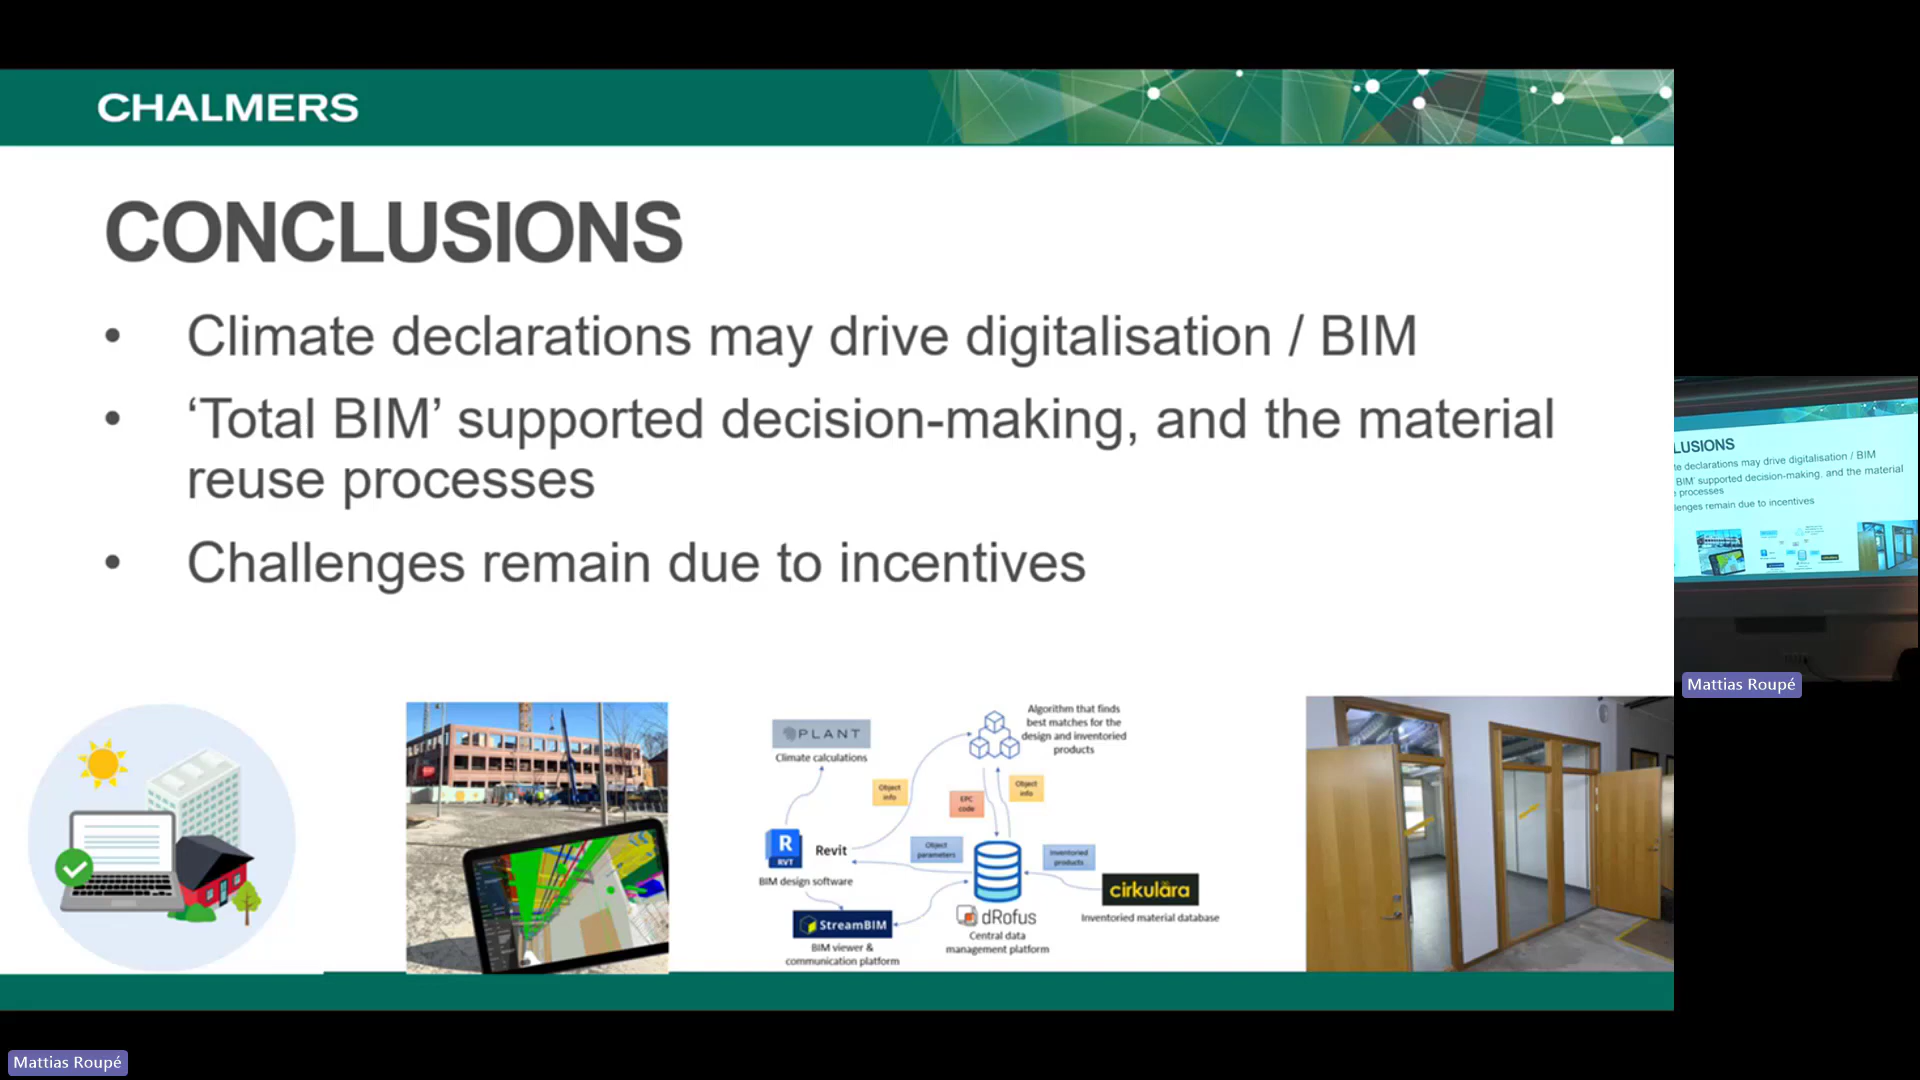 CHALMERS
CONCLUSIONS
• Climate declarations may drive digitalisation / BIM
• ‘Total BIM’ supported decision-making, and the material
reuse processes
• Challenges remain due to incentives
PLANT
Climate calculations
Algorithm that finds
best matches for the
design and inventoried
products
Object
info
EPC
code
Object
info
R
RVT
Revit
BIM design software
Object
parameters
Inventoried
products
cirkulära
Inventoried material database
StreamBIM
BIM viewer &
communication platform
dRofus
Central data
management platform
LUSIONS
te declarations may drive digitalisation / BIM
BIM’ supported decision-making, and the material
processes
enges remain due to incentives
Mattias Roupé
Mattias Roupé